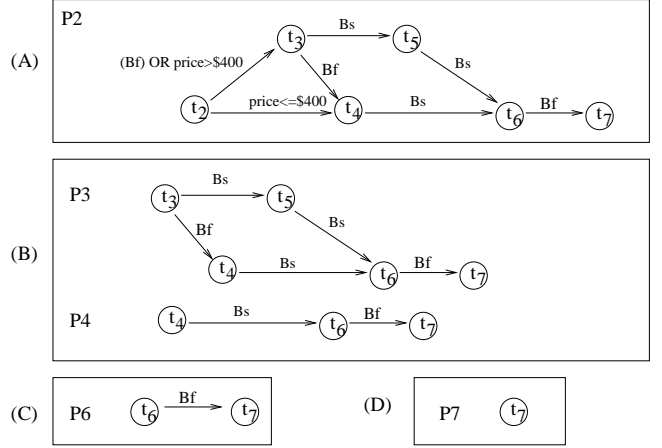 P2
t3 Bs t5
(A)
(Bf) OR price>$400 Bf Bs
t2 price<=$400 t4 Bs t6 Bf t7
P3 t3 Bs t5
Bf Bs
(B)
t4 Bs t6 Bf t7
P4 t4 Bs t6 Bf t7
(C) P6 t6 Bf t7 (D) P7 t7